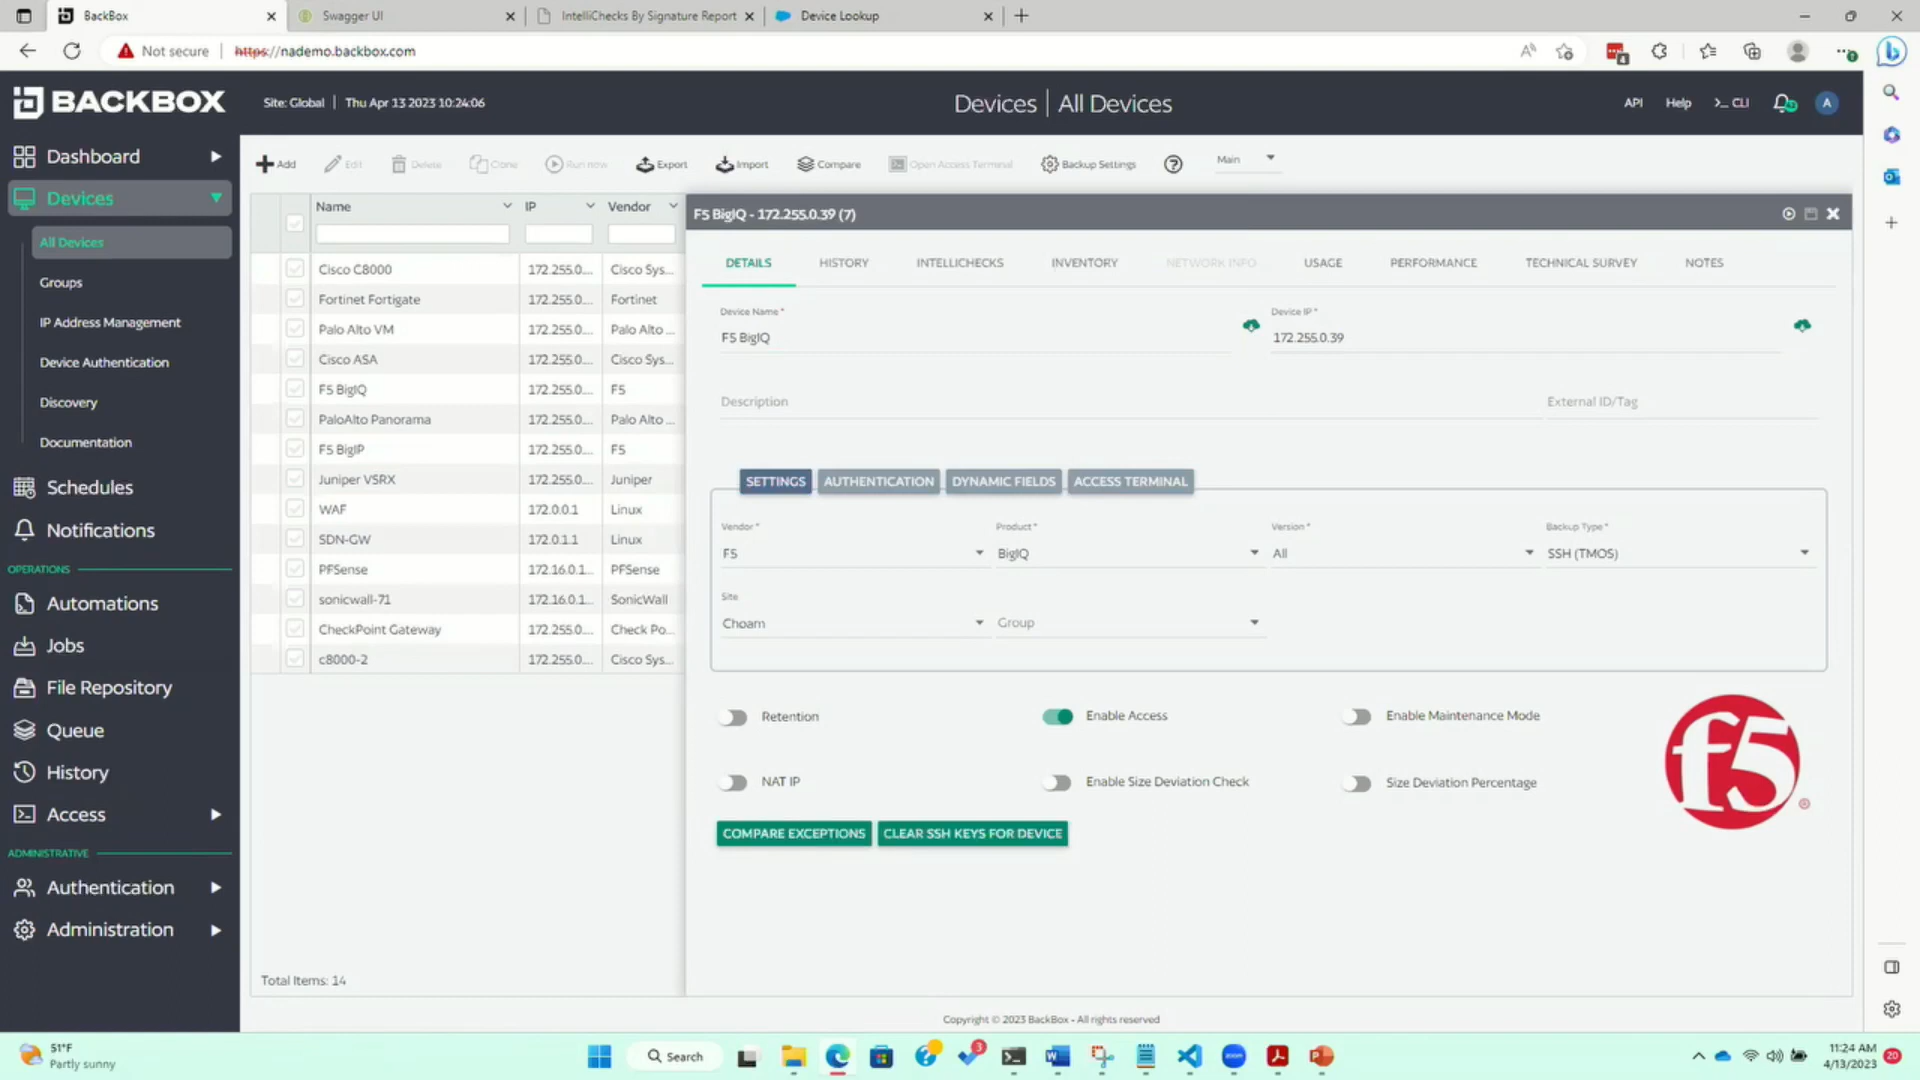 BackBox
Swagger UI
IntelliChecks By Signature Report
Device Lookup
Not secure
https://nademo.backbox.com
BACKBOX
Site: Global
Thu Apr 13 2023 10:24:06
Devices
All Devices
API
Help
>_ CLI
A
Dashboard
Devices
All Devices
Groups
IP Address Management
Device Authentication
Discovery
Documentation
Schedules
Notifications
OPERATIONS
Automations
Jobs
File Repository
Queue
History
Access
ADMINISTRATIVE
Authentication
Administration
Add
Edit
Delete
Clone
Run now
Export
Import
Compare
Open Access Terminal
Backup Settings
Main
Name IP Vendor
Cisco C8000 172.255.0.... Cisco Sys...
Fortinet Fortigate 172.255.0.... Fortinet
Palo Alto VM 172.255.0.... Palo Alto ...
Cisco ASA 172.255.0.... Cisco Sys...
F5 BigIQ 172.255.0.... F5
PaloAlto Panorama 172.255.0.... Palo Alto ...
F5 BigIP 172.255.0.... F5
Juniper VSRX 172.255.0.... Juniper
WAF 172.0.0.1 Linux
SDN-GW 172.0.1.1 Linux
PFSense 172.16.0.1... PFSense
sonicwall-71 172.16.0.1... SonicWall
CheckPoint Gateway 172.255.0.... Check Po...
c8000-2 172.255.0.... Cisco Sys...
Total Items: 14
F5 BigIQ - 172.255.0.39 (7)
DETAILS
HISTORY
INTELLICHECKS
INVENTORY
NETWORK INFO
USAGE
PERFORMANCE
TECHNICAL SURVEY
NOTES
Device Name *
F5 BigIQ
Device IP *
172.255.0.39
Description
External ID/Tag
SETTINGS
AUTHENTICATION
DYNAMIC FIELDS
ACCESS TERMINAL
Vendor *
F5
Product *
BigIQ
Version *
All
Backup Type *
SSH (TMOS)
Site
Choam
Group
Retention
Enable Access
Enable Maintenance Mode
NAT IP
Enable Size Deviation Check
Size Deviation Percentage
f5
COMPARE EXCEPTIONS
CLEAR SSH KEYS FOR DEVICE
Copyright © 2023 BackBox - All rights reserved
51°F
Partly sunny
Search
3
11:24 AM
4/13/2023
20